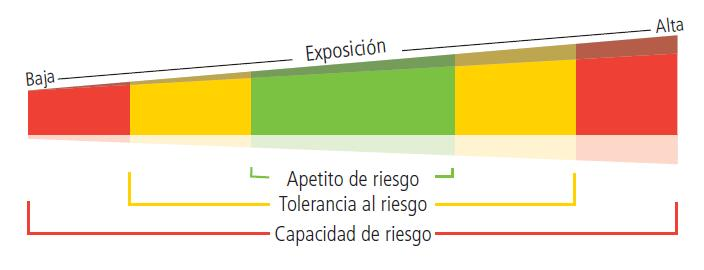 Alta
Exposición
Baja
Apetito de riesgo
Tolerancia al riesgo
Capacidad de riesgo